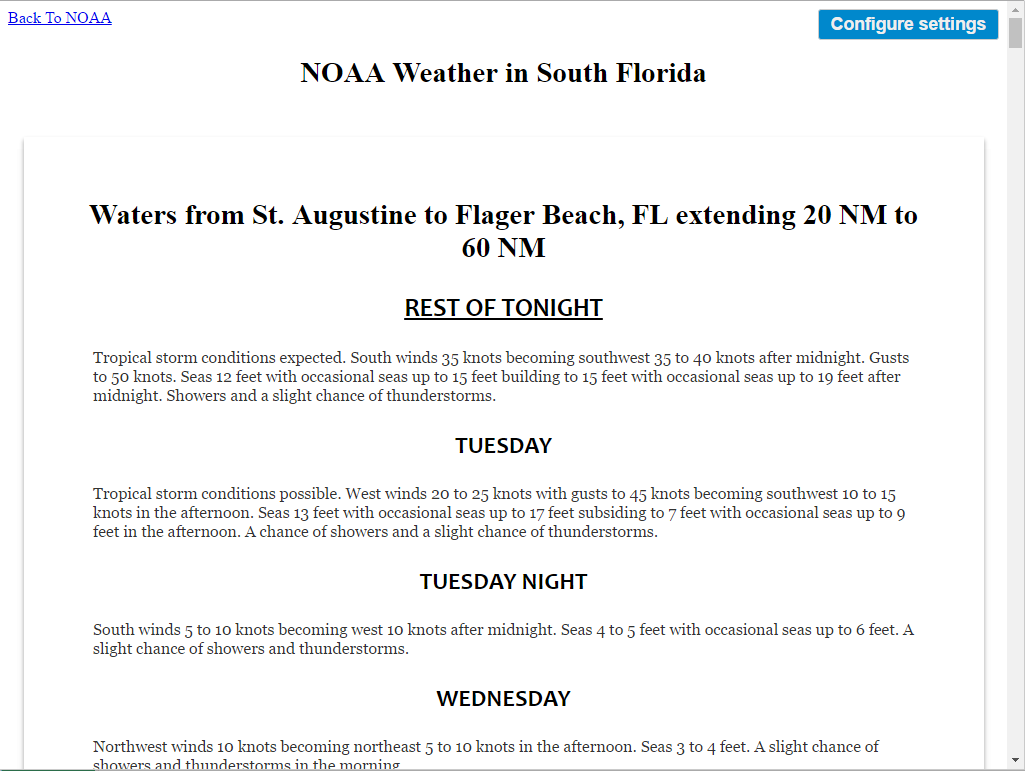 Back To NOAA
Configure settings
NOAA Weather in South Florida
Waters from St. Augustine to Flager Beach, FL extending 20 NM to
60 NM
REST OF TONIGHT
Tropical storm conditions expected. South winds 35 knots becoming southwest 35 to 40 knots after midnight. Gusts
to 50 knots. Seas 12 feet with occasional seas up to 15 feet building to 15 feet with occasional seas up to 19 feet after
midnight. Showers and a slight chance of thunderstorms.
TUESDAY
Tropical storm conditions possible. West winds 20 to 25 knots with gusts to 45 knots becoming southwest 10 to 15
knots in the afternoon. Seas 13 feet with occasional seas up to 17 feet subsiding to 7 feet with occasional seas up to 9
feet in the afternoon. A chance of showers and a slight chance of thunderstorms.
TUESDAY NIGHT
South winds 5 to 10 knots becoming west 10 knots after midnight. Seas 4 to 5 feet with occasional seas up to 6 feet. A
slight chance of showers and thunderstorms.
WEDNESDAY
Northwest winds 10 knots becoming northeast 5 to 10 knots in the afternoon. Seas 3 to 4 feet. A slight chance of
showers and thunderstorms in the morning.